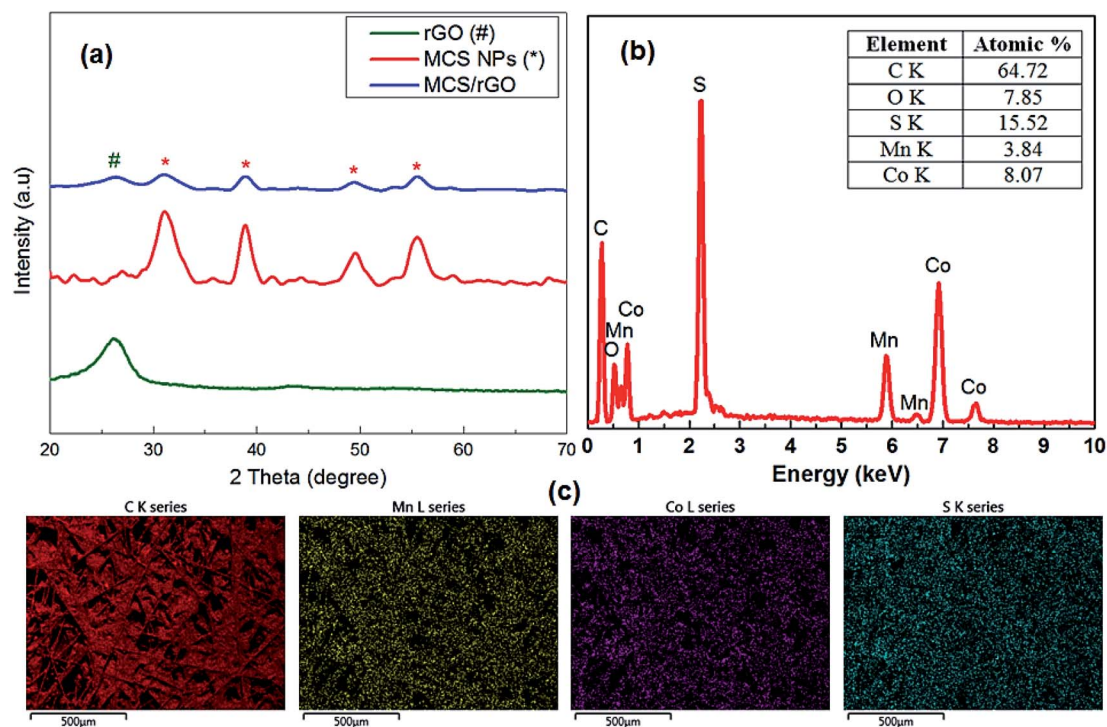 (a)
rGO (#)
MCS NPs (*)
MCS/rGO
#
*
*
*
*
Intensity (a.u)
20 30 40 50 60 70
2 Theta (degree)
(b)
Element Atomic %
C K 64.72
O K 7.85
S K 15.52
Mn K 3.84
Co K 8.07
S
C
Co
Mn
O
Mn
Mn
Co
Co
0 1 2 3 4 5 6 7 8 9 10
Energy (keV)
(c)
C K series
Mn L series
Co L series
S K series
500µm
500µm
500µm
500µm